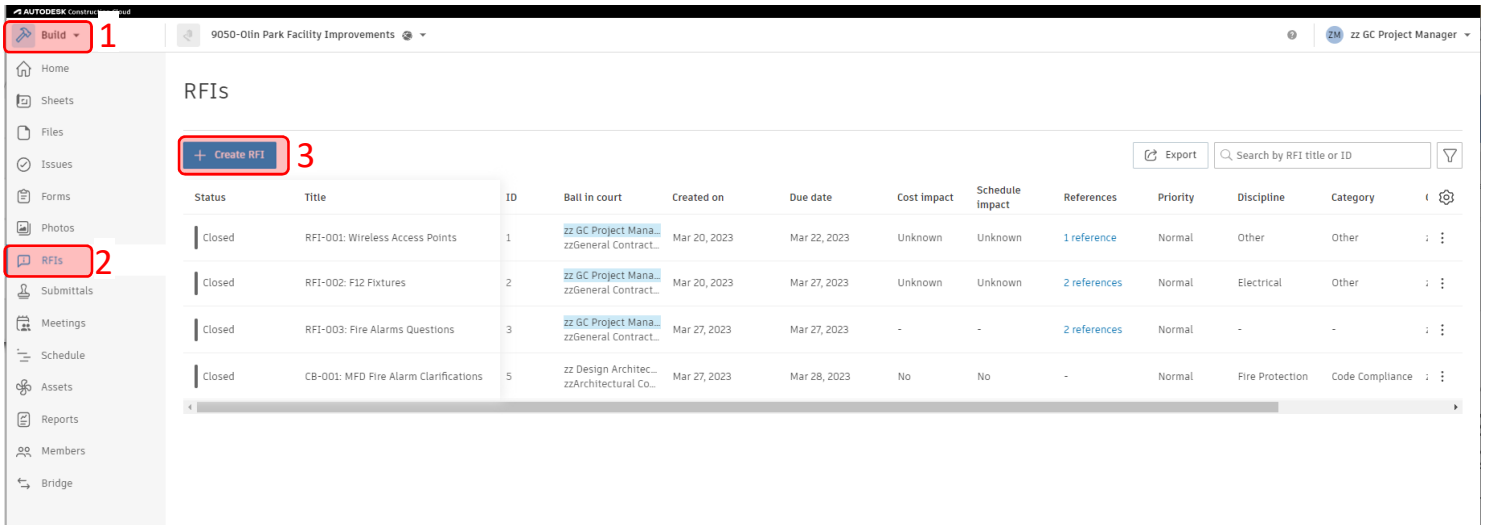 AUTODESK Construction Cloud
Build
1
9050-Olin Park Facility Improvements
ZM zz GC Project Manager
Home
Sheets
Files
Issues
Forms
Photos
RFIs
2
Submittals
Meetings
Schedule
Assets
Reports
Members
Bridge
RFIs
+ Create RFI
3
Export
Search by RFI title or ID
Status Title ID Ball in court Created on Due date Cost impact Schedule impact References Priority Discipline Category
Closed RFI-001: Wireless Access Points 1 zz GC Project Mana... Mar 20, 2023 Mar 22, 2023 Unknown Unknown 1 reference Normal Other Other
zzGeneral Contract...
Closed RFI-002: F12 Fixtures 2 zz GC Project Mana... Mar 20, 2023 Mar 27, 2023 Unknown Unknown 2 references Normal Electrical Other
zzGeneral Contract...
Closed RFI-003: Fire Alarms Questions 3 zz GC Project Mana... Mar 27, 2023 Mar 27, 2023 - - 2 references Normal - -
zzGeneral Contract...
Closed CB-001: MFD Fire Alarm Clarifications 5 zz Design Architec... Mar 27, 2023 Mar 28, 2023 No No - Normal Fire Protection Code Compliance
zzArchitectural Co...